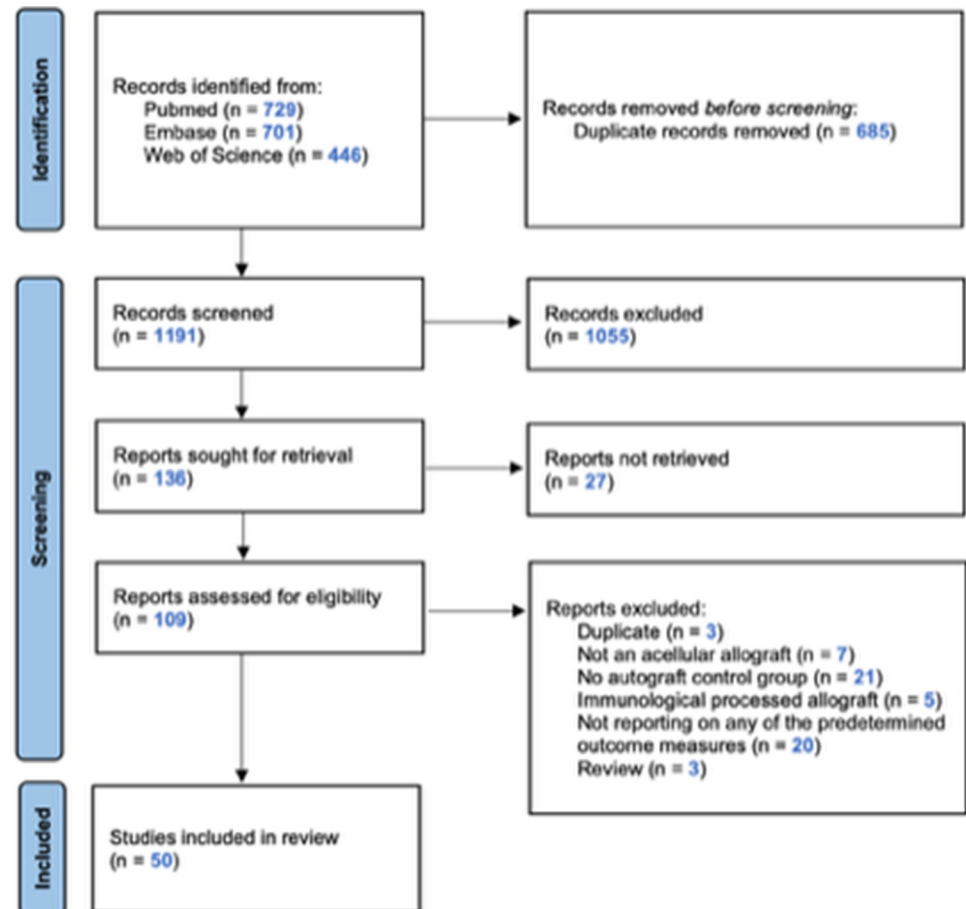 Identification
Records identified from:
Pubmed (n = 729)
Embase (n = 701)
Web of Science (n = 446)
Records removed before screening:
Duplicate records removed (n = 685)
Screening
Records screened
(n = 1191)
Records excluded
(n = 1055)
Reports sought for retrieval
(n = 136)
Reports not retrieved
(n = 27)
Reports assessed for eligibility
(n = 109)
Reports excluded:
Duplicate (n = 3)
Not an acellular allograft (n = 7)
No autograft control group (n = 21)
Immunological processed allograft (n = 5)
Not reporting on any of the predetermined
outcome measures (n = 20)
Review (n = 3)
Included
Studies included in review
(n = 50)